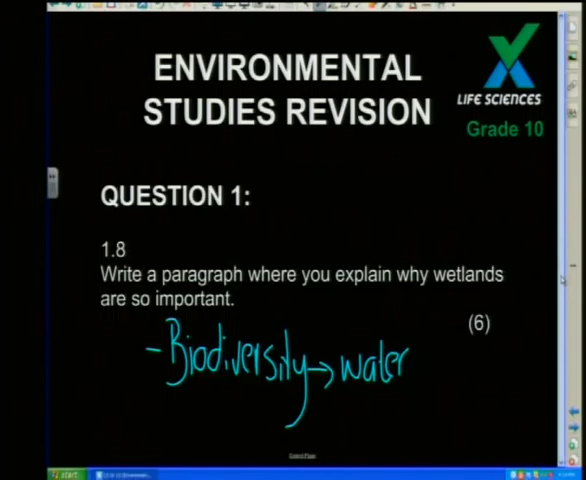 ENVIRONMENTAL
STUDIES REVISION
LIFE SCIENCES
Grade 10
QUESTION 1:
1.8
Write a paragraph where you explain why wetlands
are so important.
(6)
- Biodiversity → water
start